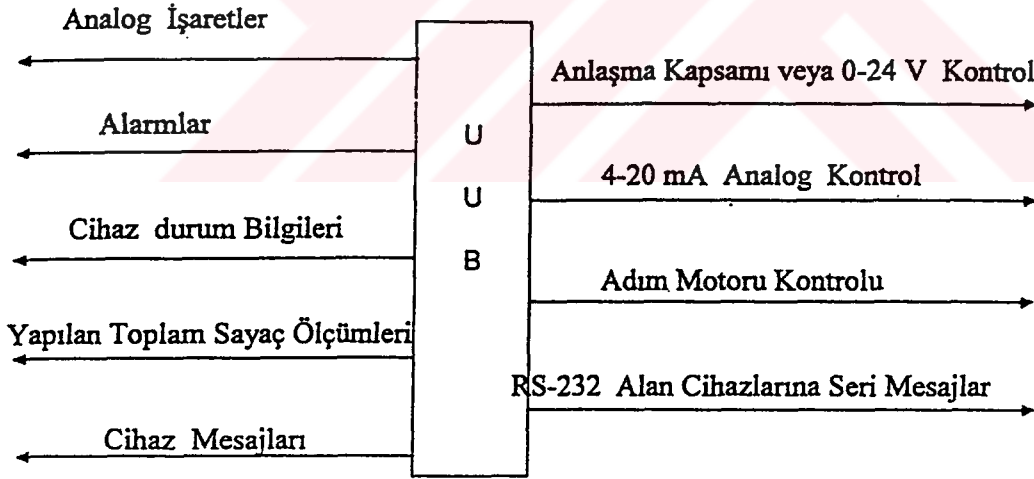 Analog İşaretler
Alarmlar
Cihaz durum Bilgileri
Yapılan Toplam Sayaç Ölçümleri
Cihaz Mesajları
U
U
B
Anlaşma Kapsamı veya 0-24 V Kontrol
4-20 mA Analog Kontrol
Adım Motoru Kontrolu
RS-232 Alan Cihazlarına Seri Mesajlar